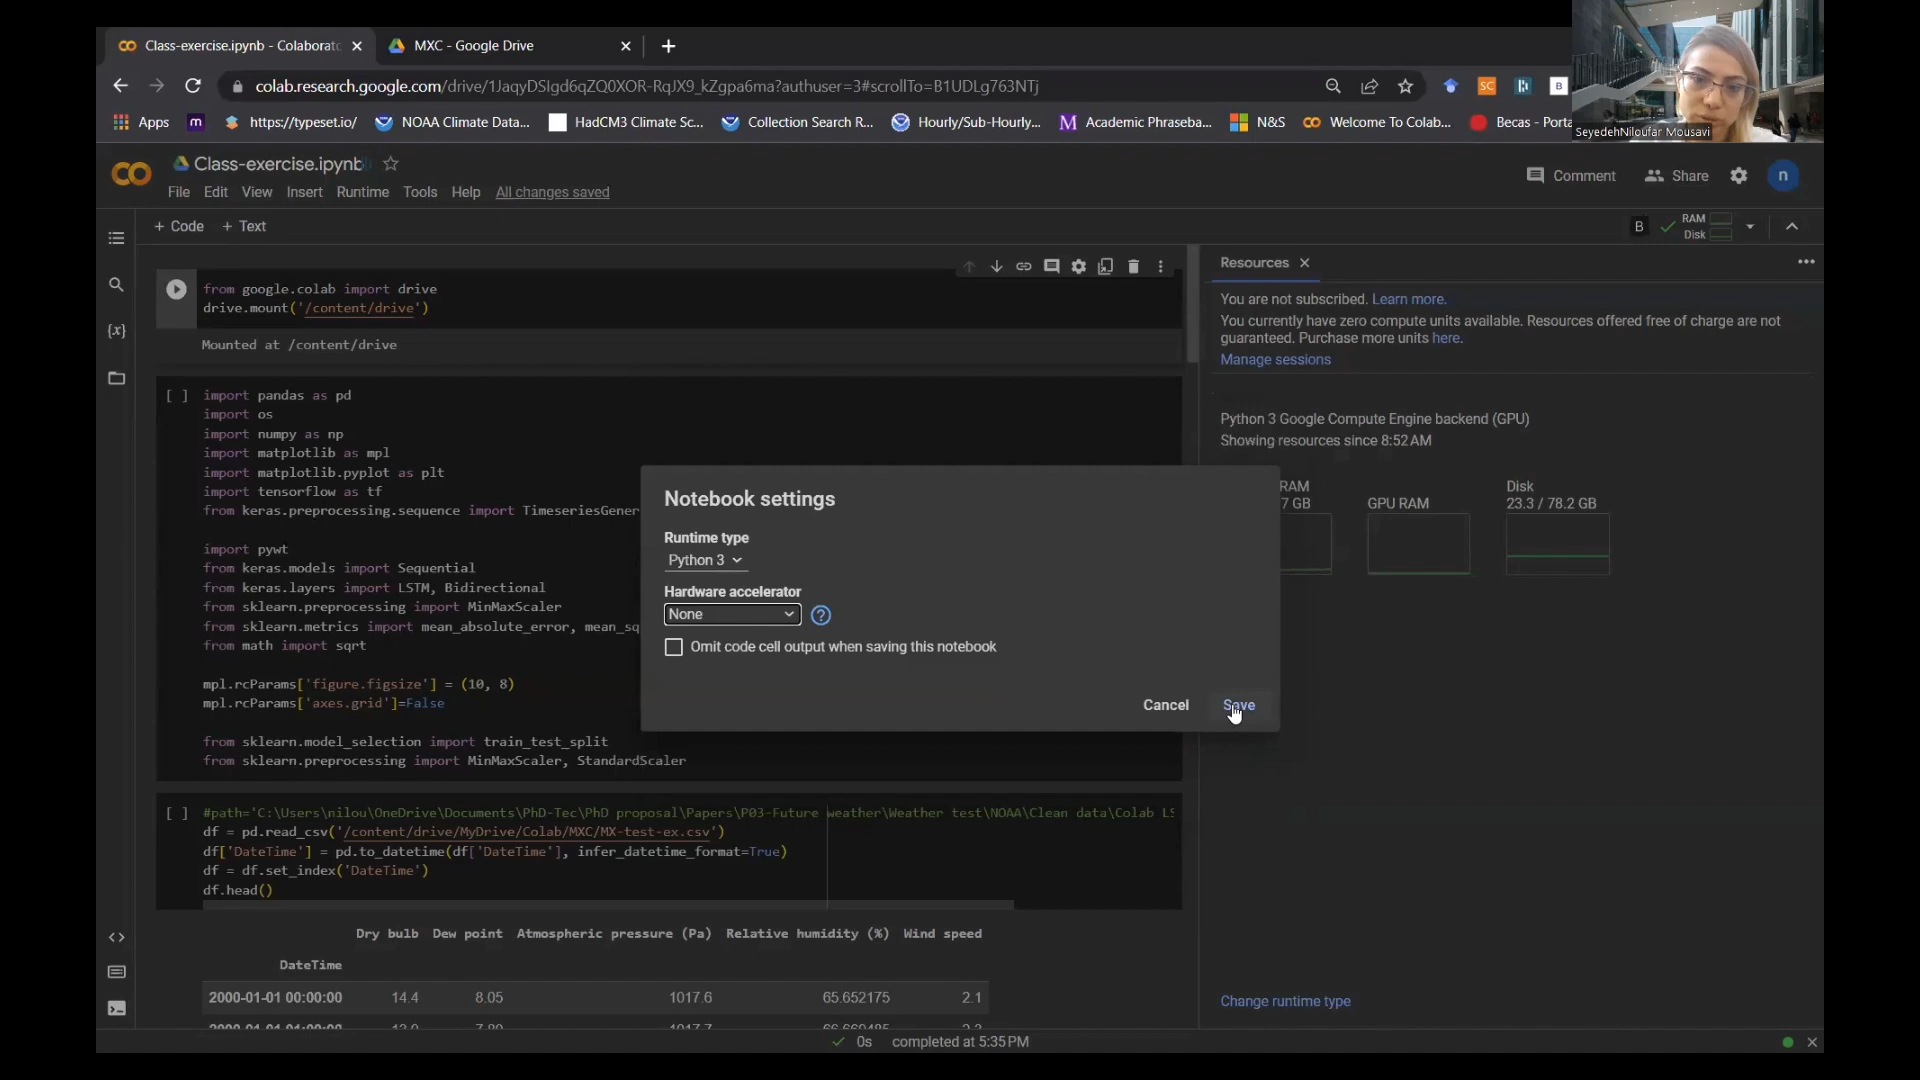 Class-exercise.ipynb - Colaborato
MXC - Google Drive
colab.research.google.com/drive/1JaqyDSIgd6qZQ0XOR-RqJX9_kZgpa6ma?authuser=3#scrollTo=B1UDLg763NTj
SC
B
Apps
m
https://typeset.io/
NOAA Climate Data...
HadCM3 Climate Sc...
Collection Search R...
Hourly/Sub-Hourly...
M
Academic Phraseba...
N&S
Welcome To Colab...
Becas - Porta
SeyedehNiloufar Mousavi
Class-exercise.ipynb
File Edit View Insert Runtime Tools Help All changes saved
Comment
Share
n
+ Code + Text
B
RAM
Disk
from google.colab import drive
drive.mount('/content/drive')
Mounted at /content/drive
[ ] import pandas as pd
import os
import numpy as np
import matplotlib as mpl
import matplotlib.pyplot as plt
import tensorflow as tf
from keras.preprocessing.sequence import TimeseriesGener
import pywt
from keras.models import Sequential
from keras.layers import LSTM, Bidirectional
from sklearn.preprocessing import MinMaxScaler
from sklearn.metrics import mean_absolute_error, mean_sq
from math import sqrt
mpl.rcParams['figure.figsize'] = (10, 8)
mpl.rcParams['axes.grid']=False
from sklearn.model_selection import train_test_split
from sklearn.preprocessing import MinMaxScaler, StandardScaler
[ ] #path='C:\Users\nilou\OneDrive\Documents\PhD-Tec\PhD proposal\Papers\P03-Future weather\Weather test\NOAA\Clean data\Colab LS
df = pd.read_csv('/content/drive/MyDrive/Colab/MXC/MX-test-ex.csv')
df['DateTime'] = pd.to_datetime(df['DateTime'], infer_datetime_format=True)
df = df.set_index('DateTime')
df.head()
Dry bulb Dew point Atmospheric pressure (Pa) Relative humidity (%) Wind speed
DateTime
2000-01-01 00:00:00 14.4 8.05 1017.6 65.652175 2.1
Notebook settings
Runtime type
Python 3
Hardware accelerator
None
?
Omit code cell output when saving this notebook
Cancel
Save
Resources
You are not subscribed. Learn more.
You currently have zero compute units available. Resources offered free of charge are not
guaranteed. Purchase more units here.
Manage sessions
Python 3 Google Compute Engine backend (GPU)
Showing resources since 8:52 AM
RAM
7 GB
GPU RAM
Disk
23.3 / 78.2 GB
Change runtime type
0s completed at 5:35 PM